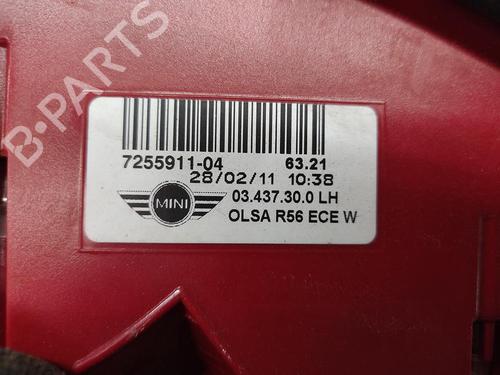 B-PARTS
7255911-04 63.21
28/02/11 10:38
MINI
03.437.30.0 LH
OLSA R56 ECE W